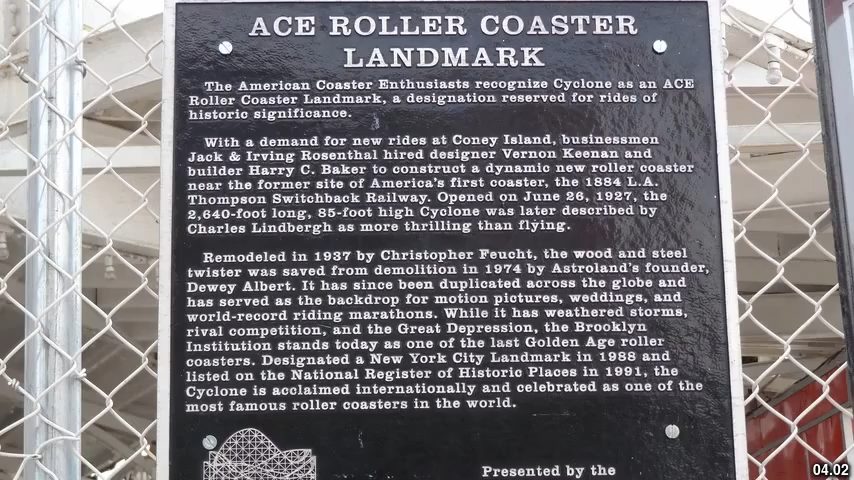 ACE ROLLER COASTER
LANDMARK
The American Coaster Enthusiasts recognize Cyclone as an ACE
Roller Coaster Landmark, a designation reserved for rides of
historic significance.
With a demand for new rides at Coney Island, businessmen
Jack & Irving Rosenthal hired designer Vernon Keenan and
builder Harry C. Baker to construct a dynamic new roller coaster
near the former site of America's first coaster, the 1884 L.A.
Thompson Switchback Railway. Opened on June 26, 1927, the
2,640-foot long, 85-foot high Cyclone was later described by
Charles Lindbergh as more thrilling than flying.
Remodeled in 1937 by Christopher Feucht, the wood and steel
twister was saved from demolition in 1974 by Astroland's founder,
Dewey Albert. It has since been duplicated across the globe and
has served as the backdrop for motion pictures, weddings, and
world-record riding marathons. While it has weathered storms,
rival competition, and the Great Depression, the Brooklyn
Institution stands today as one of the last Golden Age roller
coasters. Designated a New York City Landmark in 1988 and
listed on the National Register of Historic Places in 1991, the
Cyclone is acclaimed internationally and celebrated as one of the
most famous roller coasters in the world.
Presented by the
04.02